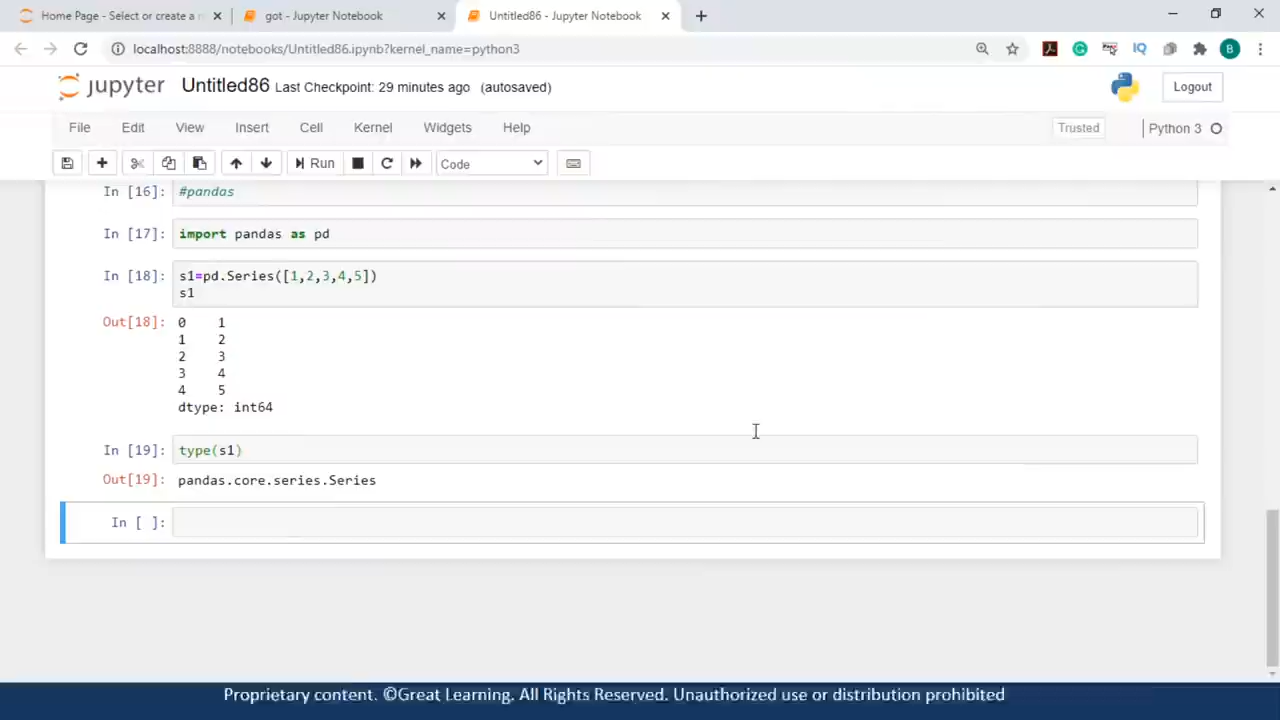 Home Page - Select or create a n
got - Jupyter Notebook
Untitled86 - Jupyter Notebook
localhost:8888/notebooks/Untitled86.ipynb?kernel_name=python3
IQ
B
jupyter Untitled86 Last Checkpoint: 29 minutes ago (autosaved)
Logout
File Edit View Insert Cell Kernel Widgets Help
Trusted
Python 3
Run
Code
In [16]: #pandas
In [17]: import pandas as pd
In [18]: s1=pd.Series([1,2,3,4,5])
s1
Out[18]: 0 1
1 2
2 3
3 4
4 5
dtype: int64
In [19]: type(s1)
Out[19]: pandas.core.series.Series
In [ ]:
Proprietary content. ©Great Learning. All Rights Reserved. Unauthorized use or distribution prohibited